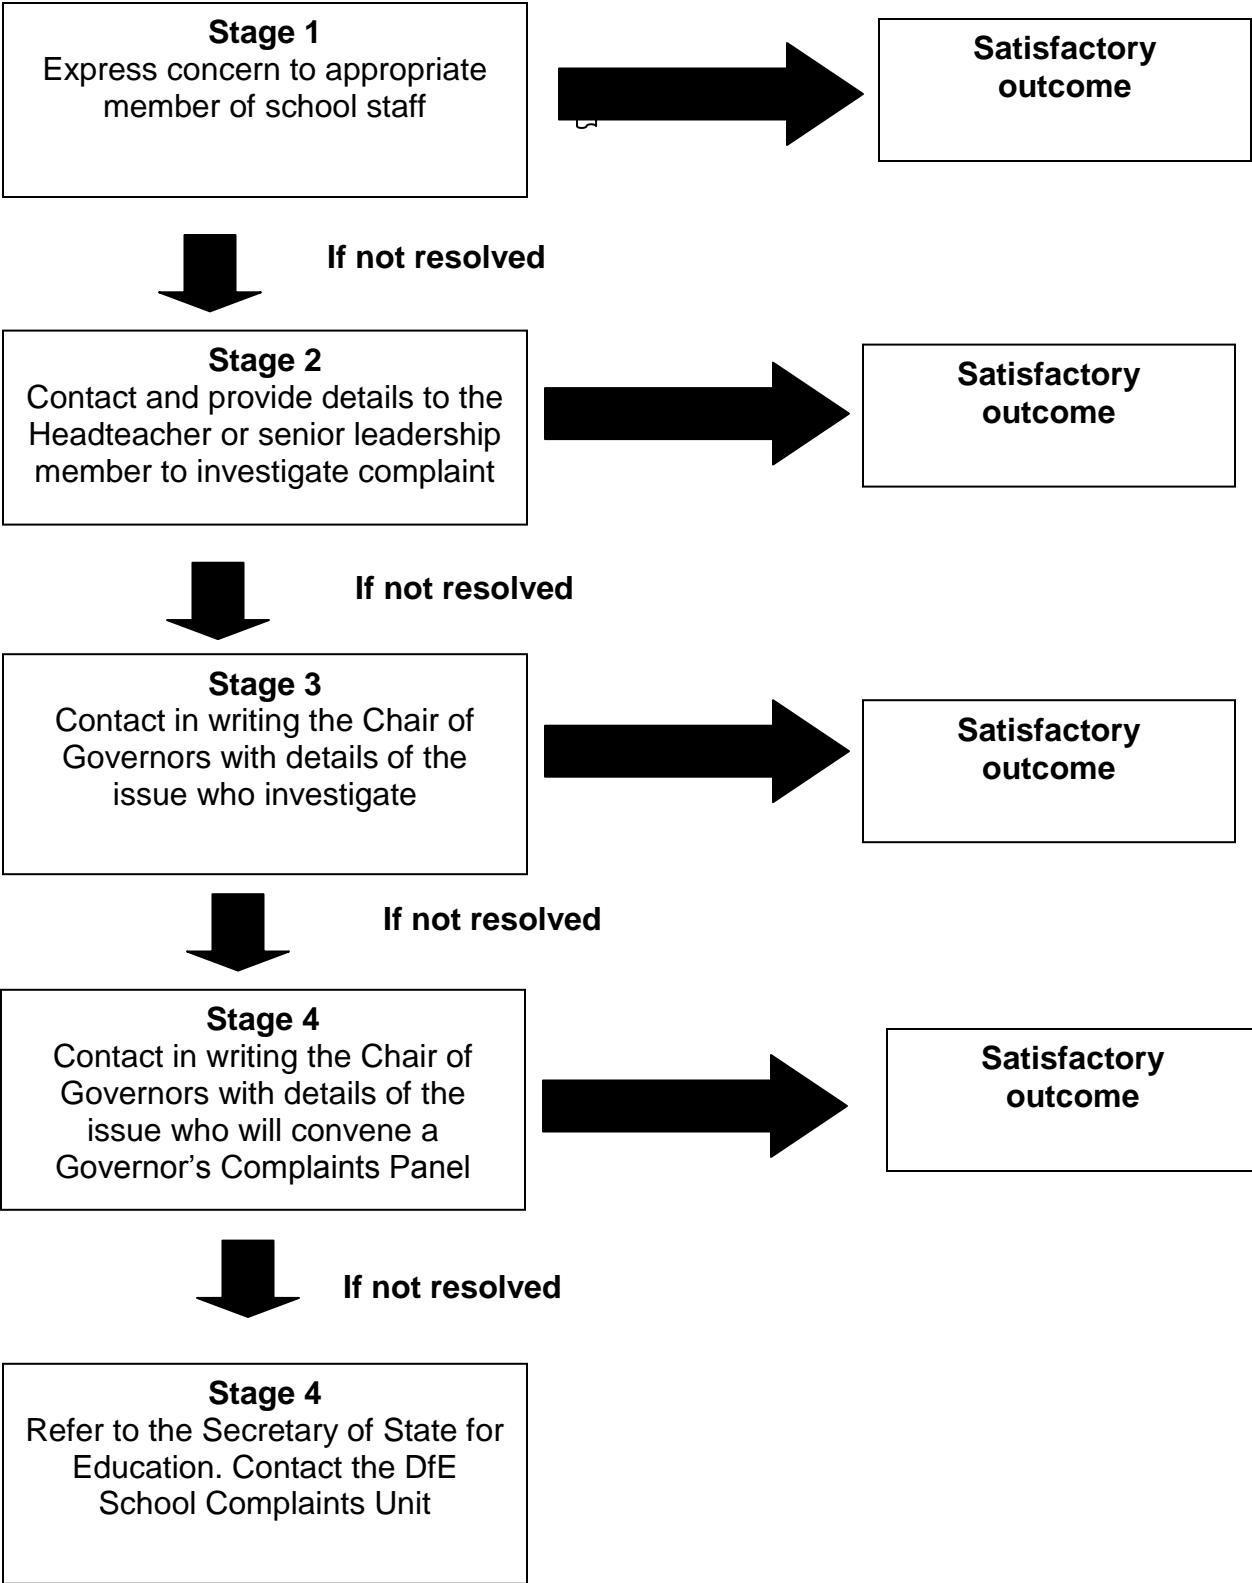 Stage 1
Express concern to appropriate
member of school staff
Satisfactory
outcome
If not resolved
Stage 2
Contact and provide details to the
Headteacher or senior leadership
member to investigate complaint
Satisfactory
outcome
If not resolved
Stage 3
Contact in writing the Chair of
Governors with details of the
issue who investigate
Satisfactory
outcome
If not resolved
Stage 4
Contact in writing the Chair of
Governors with details of the
issue who will convene a
Governor’s Complaints Panel
Satisfactory
outcome
If not resolved
Stage 4
Refer to the Secretary of State for
Education. Contact the DfE
School Complaints Unit